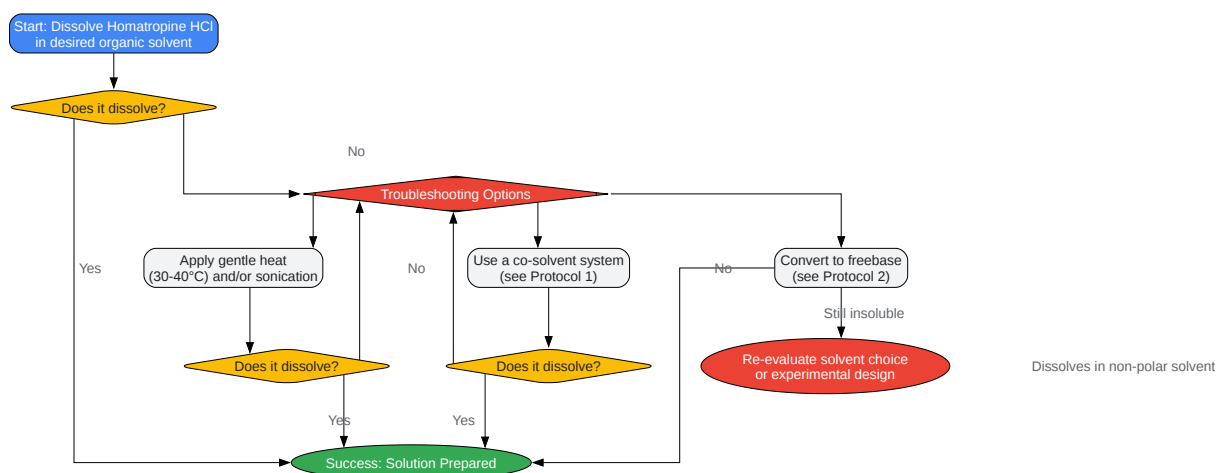 Start: Dissolve Homatropine HCl
in desired organic solvent
Does it dissolve?
No
Troubleshooting Options
Yes
Apply gentle heat
(30-40°C) and/or sonication
No
Use a co-solvent system
(see Protocol 1)
No
Convert to freebase
(see Protocol 2)
Still insoluble
Does it dissolve?
Does it dissolve?
Re-evaluate solvent choice
or experimental design
Dissolves in non-polar solvent
Yes
Yes
Success: Solution Prepared